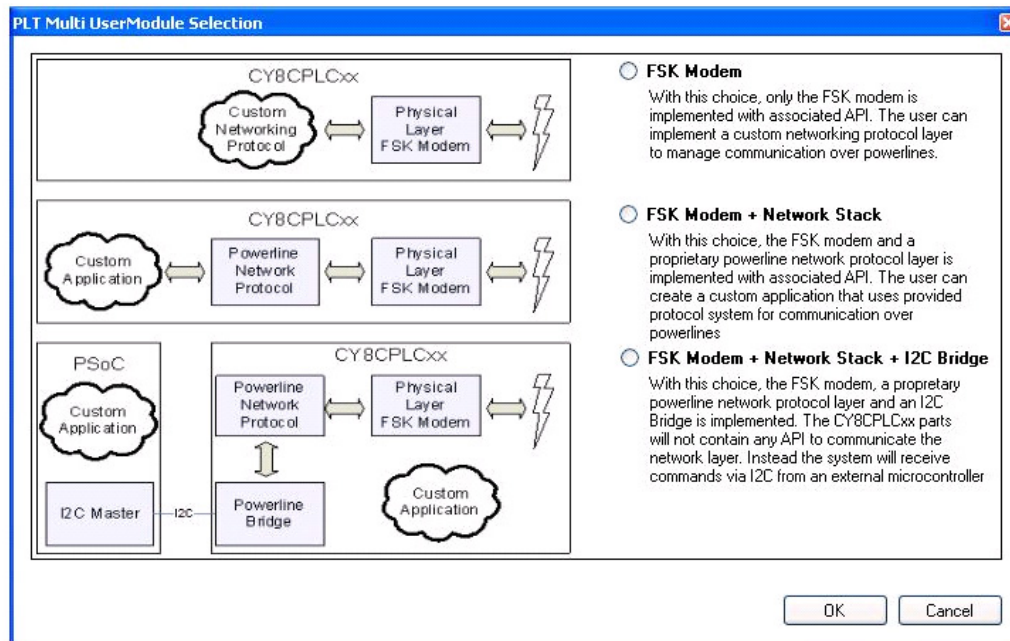 PLT Multi UserModule Selection
CY8CPLCxx
Custom
Networking
Protocol
Physical
Layer
FSK Modem
FSK Modem
With this choice, only the FSK modem is
implemented with associated API. The user can
implement a custom networking protocol layer
to manage communication over powerlines.
CY8CPLCxx
Custom
Application
Powerline
Network
Protocol
Physical
Layer
FSK Modem
FSK Modem + Network Stack
With this choice, the FSK modem and a
proprietary powerline network protocol layer is
implemented with associated API. The user can
create a custom application that uses provided
protocol system for communication over
powerlines
PSoC
Custom
Application
I2C Master
I2C
CY8CPLCxx
Powerline
Network
Protocol
Physical
Layer
FSK Modem
Powerline
Bridge
Custom
Application
FSK Modem + Network Stack + I2C Bridge
With this choice, the FSK modem, a propretary
powerline network protocol layer and an I2C
Bridge is implemented. The CY8CPLCxx parts
will not contain any API to communicate the
network layer. Instead the system will receive
commands via I2C from an external microcontroller
OK
Cancel